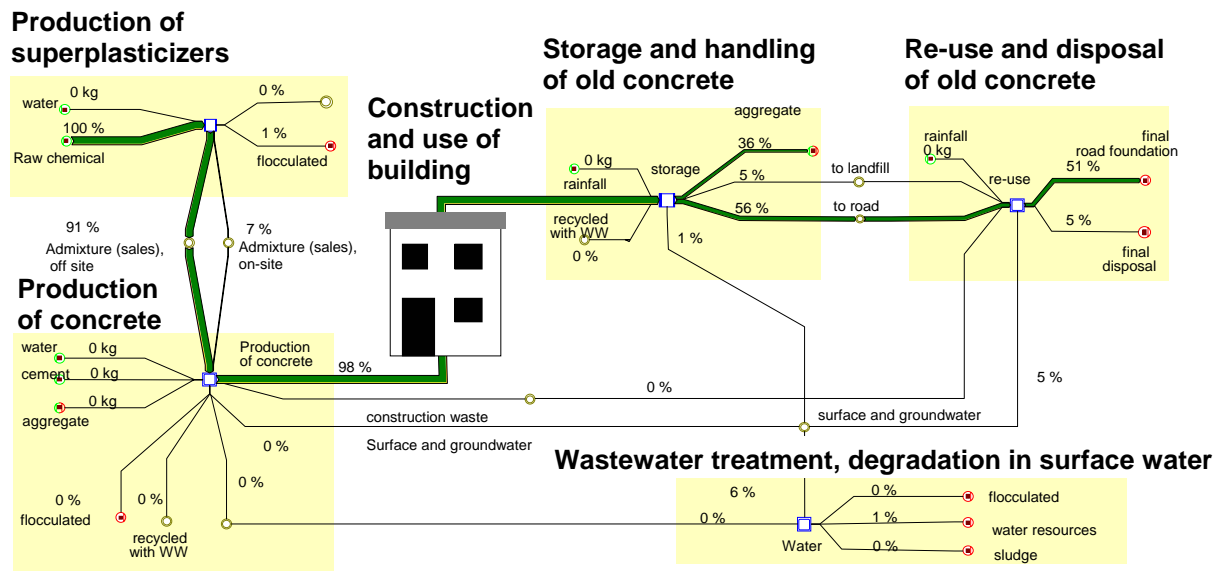 Production of
superplasticizers
water
0 kg
0 %
100 %
1 %
Raw chemical
flocculated
91 %
Admixture (sales),
off site
7 %
Admixture (sales),
on-site
Construction
and use of
building
Storage and handling
of old concrete
aggregate
36 %
0 kg
storage
rainfall
5 %
to landfill
recycled
with WW
56 %
to road
0 %
1 %
Re-use and disposal
of old concrete
rainfall
0 kg
final
road foundation
51 %
re-use
5 %
final
disposal
Production
of concrete
water
0 kg
Production
of concrete
98 %
cement
0 kg
0 kg
aggregate
0 %
5 %
construction waste
surface and groundwater
0 %
Surface and groundwater
0 %
0 %
flocculated
0 %
recycled
with WW
Wastewater treatment, degradation in surface water
6 %
0 %
flocculated
0 %
1 %
water resources
Water
0 %
sludge